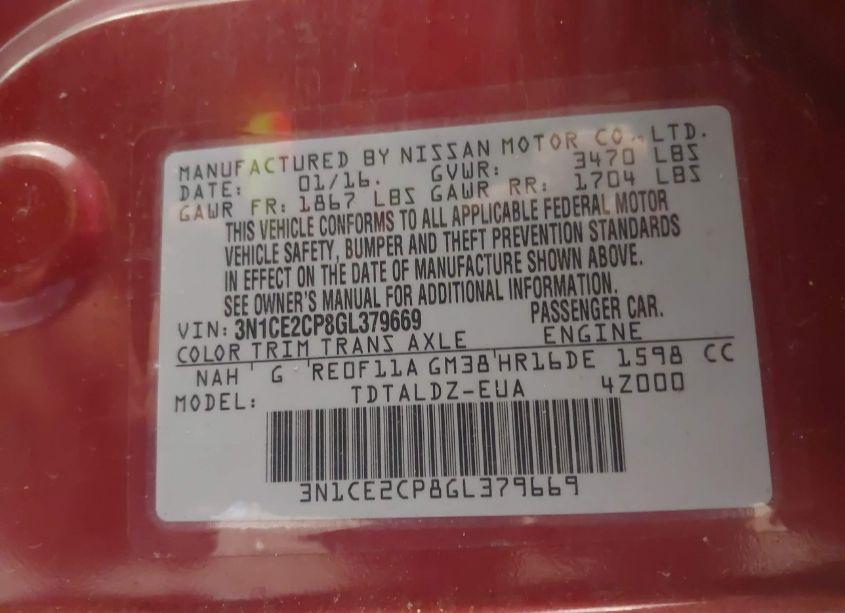 MANUFACTURED BY NISSAN MOTOR CO., LTD.
DATE: 01/16. GVWR: 3470 LBS
GAWR FR: 1867 LBS GAWR RR: 1704 LBS
THIS VEHICLE CONFORMS TO ALL APPLICABLE FEDERAL MOTOR
VEHICLE SAFETY, BUMPER AND THEFT PREVENTION STANDARDS
IN EFFECT ON THE DATE OF MANUFACTURE SHOWN ABOVE.
SEE OWNER'S MANUAL FOR ADDITIONAL INFORMATION.
VIN: 3N1CE2CP8GL379669 PASSENGER CAR.
COLOR TRIM TRANS AXLE ENGINE
NAH G RE0F11A GM38 HR16DE 1598 CC
MODEL: TDTALDZ-EUA 4Z000
3N1CE2CP8GL379669